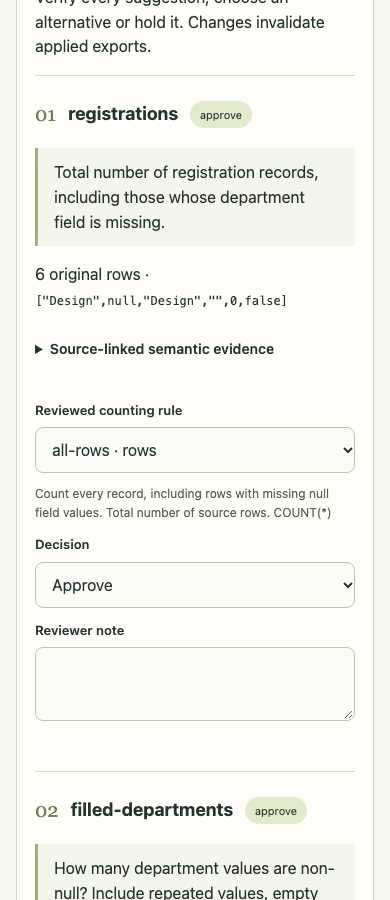 Verify every suggestion, choose an
alternative or hold it. Changes invalidate
applied exports.
01 registrations approve
Total number of registration records,
including those whose department
field is missing.
6 original rows ·
["Design",null,"Design","",0,false]
▶ Source-linked semantic evidence
Reviewed counting rule
all-rows · rows
Count every record, including rows with missing null
field values. Total number of source rows. COUNT(*)
Decision
Approve
Reviewer note
02 filled-departments approve
How many department values are non-
null? Include repeated values, empty